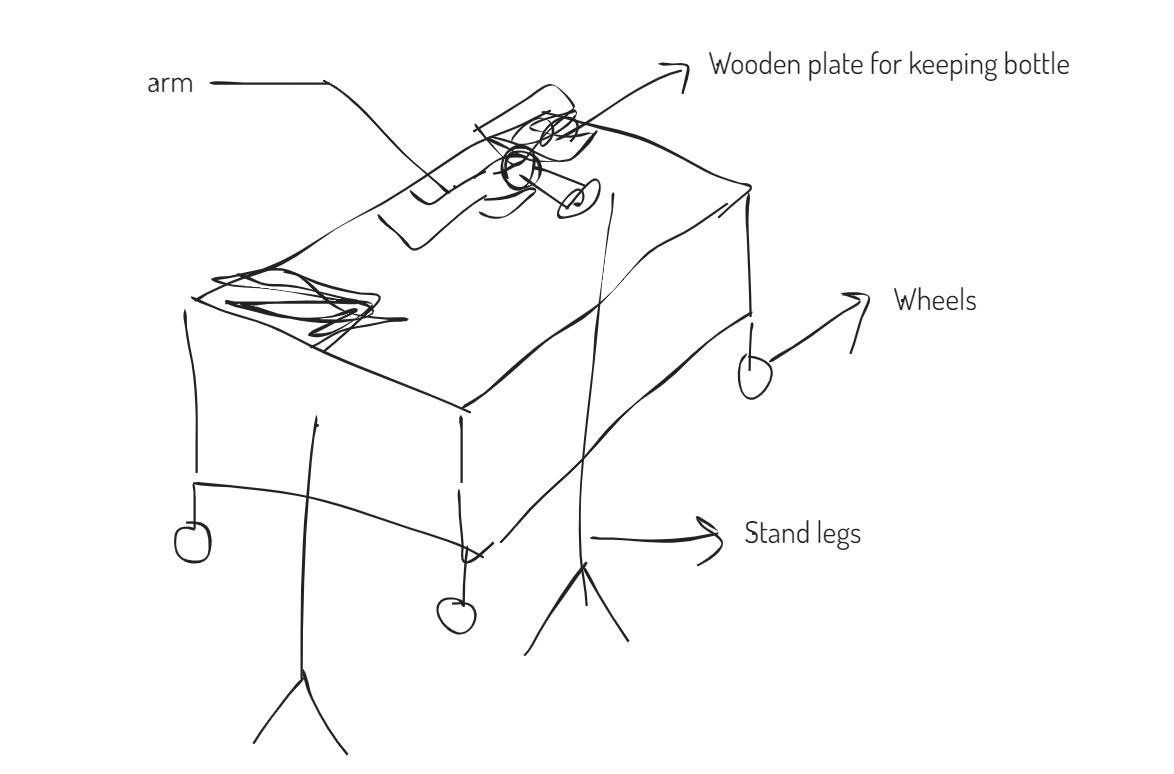 Wooden plate for keeping bottle
arm
Wheels
Stand legs